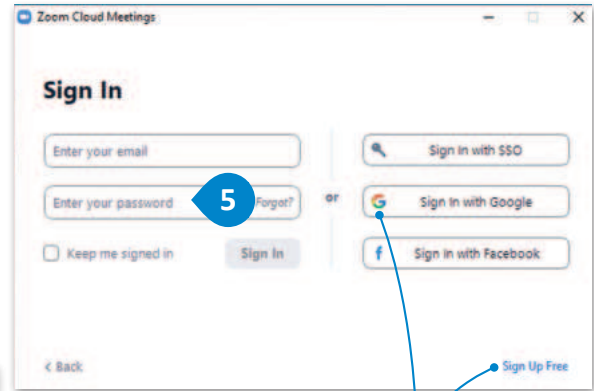 Zoom Cloud Meetings
Sign In
Enter your email
Enter your password
5
Forgot?
Keep me signed in
Sign In
or
Sign In with SSO
Sign In with Google
Sign In with Facebook
< Back
Sign Up Free